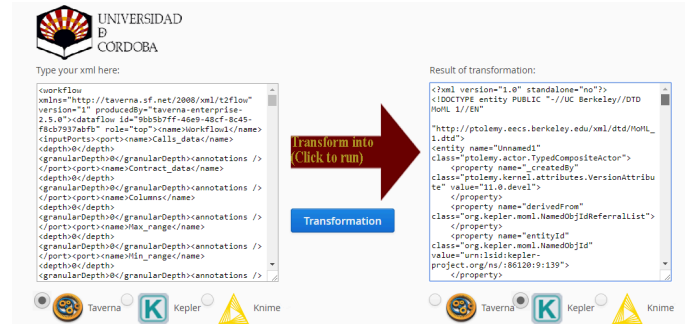 UNIVERSIDAD
Ð
CÓRDOBA
Type your xml here:
<workflow
xmlns="http://taverna.sf.net/2008/xml/t2flow"
version="1" producedBy="taverna-enterprise-
2.5.0"><dataflow id="9bb5b7ff-46e9-48cf-8c45-
f8cb7937abfb" role="top"><name>Workflow1</name>
<inputPorts><port><name>Calls_data</name>
<depth>0</depth>
<granularDepth>0</granularDepth><annotations />
</port><port><name>Contract_data</name>
<depth>0</depth>
<granularDepth>0</granularDepth><annotations />
</port><port><name>Columns</name>
<depth>0</depth>
<granularDepth>0</granularDepth><annotations />
</port><port><name>Max_range</name>
<depth>0</depth>
<granularDepth>0</granularDepth><annotations />
</port><port><name>Min_range</name>
<depth>0</depth>
<granularDepth>0</granularDepth><annotations />
Taverna
Kepler
Knime
Transform into
(Click to run)
Transformation
Result of transformation:
<?xml version="1.0" standalone="no"?>
<!DOCTYPE entity PUBLIC "-//UC Berkeley//DTD
MoML 1//EN"
"http://ptolemy.eecs.berkeley.edu/xml/dtd/MoML_
1.dtd">
<entity name="Unnamed1"
class="ptolemy.actor.TypedCompositeActor">
<property name="_createdBy"
class="ptolemy.kernel.attributes.VersionAttribu
te" value="11.0.devel">
</property>
<property name="derivedFrom"
class="org.kepler.moml.NamedObjIdReferralList">
</property>
<property name="entityId"
class="org.kepler.moml.NamedObjId"
value="urn:lsid:kepler-
project.org/ns/:86120:9:139">
</property>
Taverna
Kepler
Knime